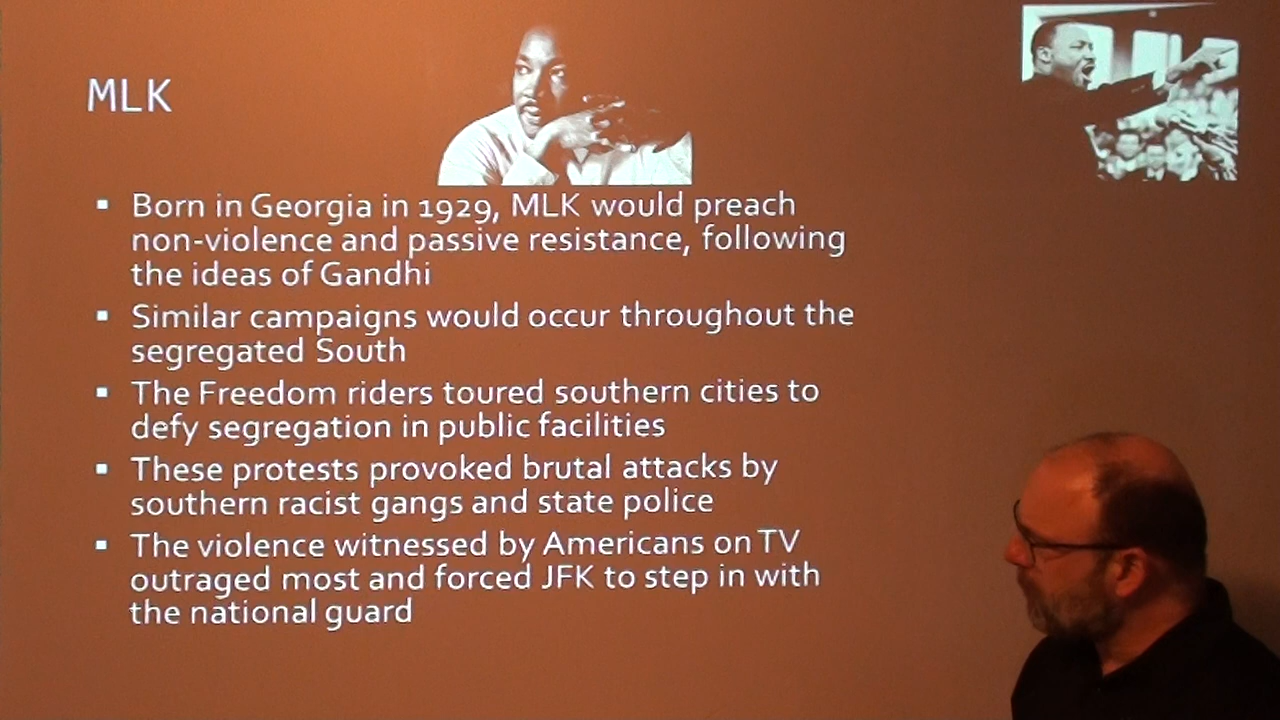 MLK
▪ Born in Georgia in 1929, MLK would preach
non-violence and passive resistance, following
the ideas of Gandhi
▪ Similar campaigns would occur throughout the
segregated South
▪ The Freedom riders toured southern cities to
defy segregation in public facilities
▪ These protests provoked brutal attacks by
southern racist gangs and state police
▪ The violence witnessed by Americans on TV
outraged most and forced JFK to step in with
the national guard